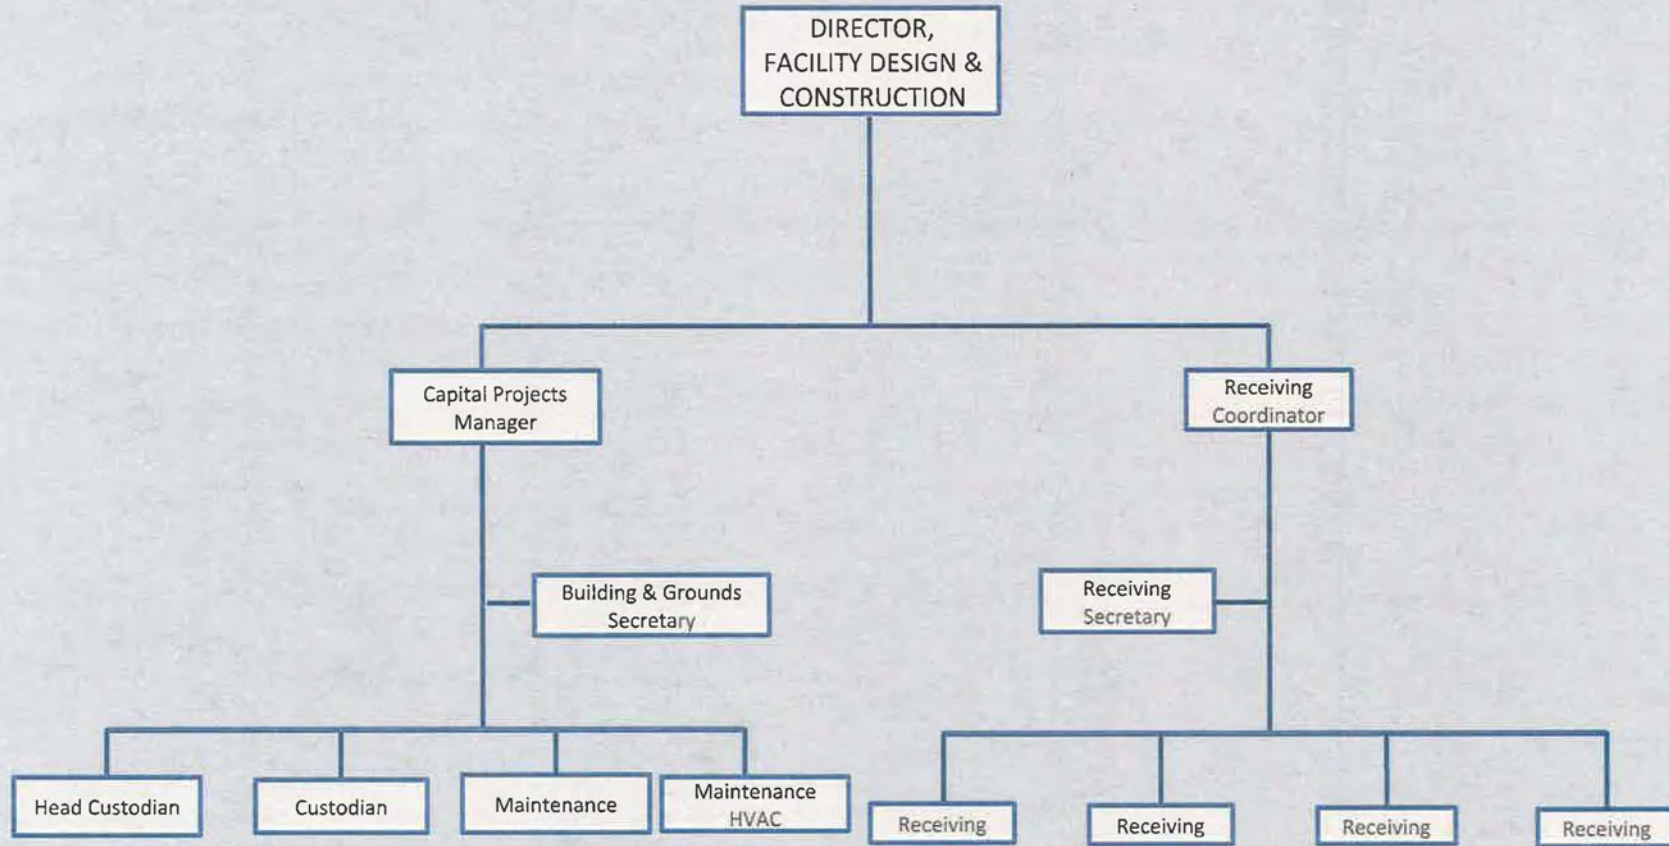 DIRECTOR,
FACILITY DESIGN &
CONSTRUCTION
Capital Projects
Manager
Receiving
Coordinator
Building & Grounds
Secretary
Receiving
Secretary
Head Custodian
Custodian
Maintenance
Maintenance
HVAC
Receiving
Receiving
Receiving
Receiving